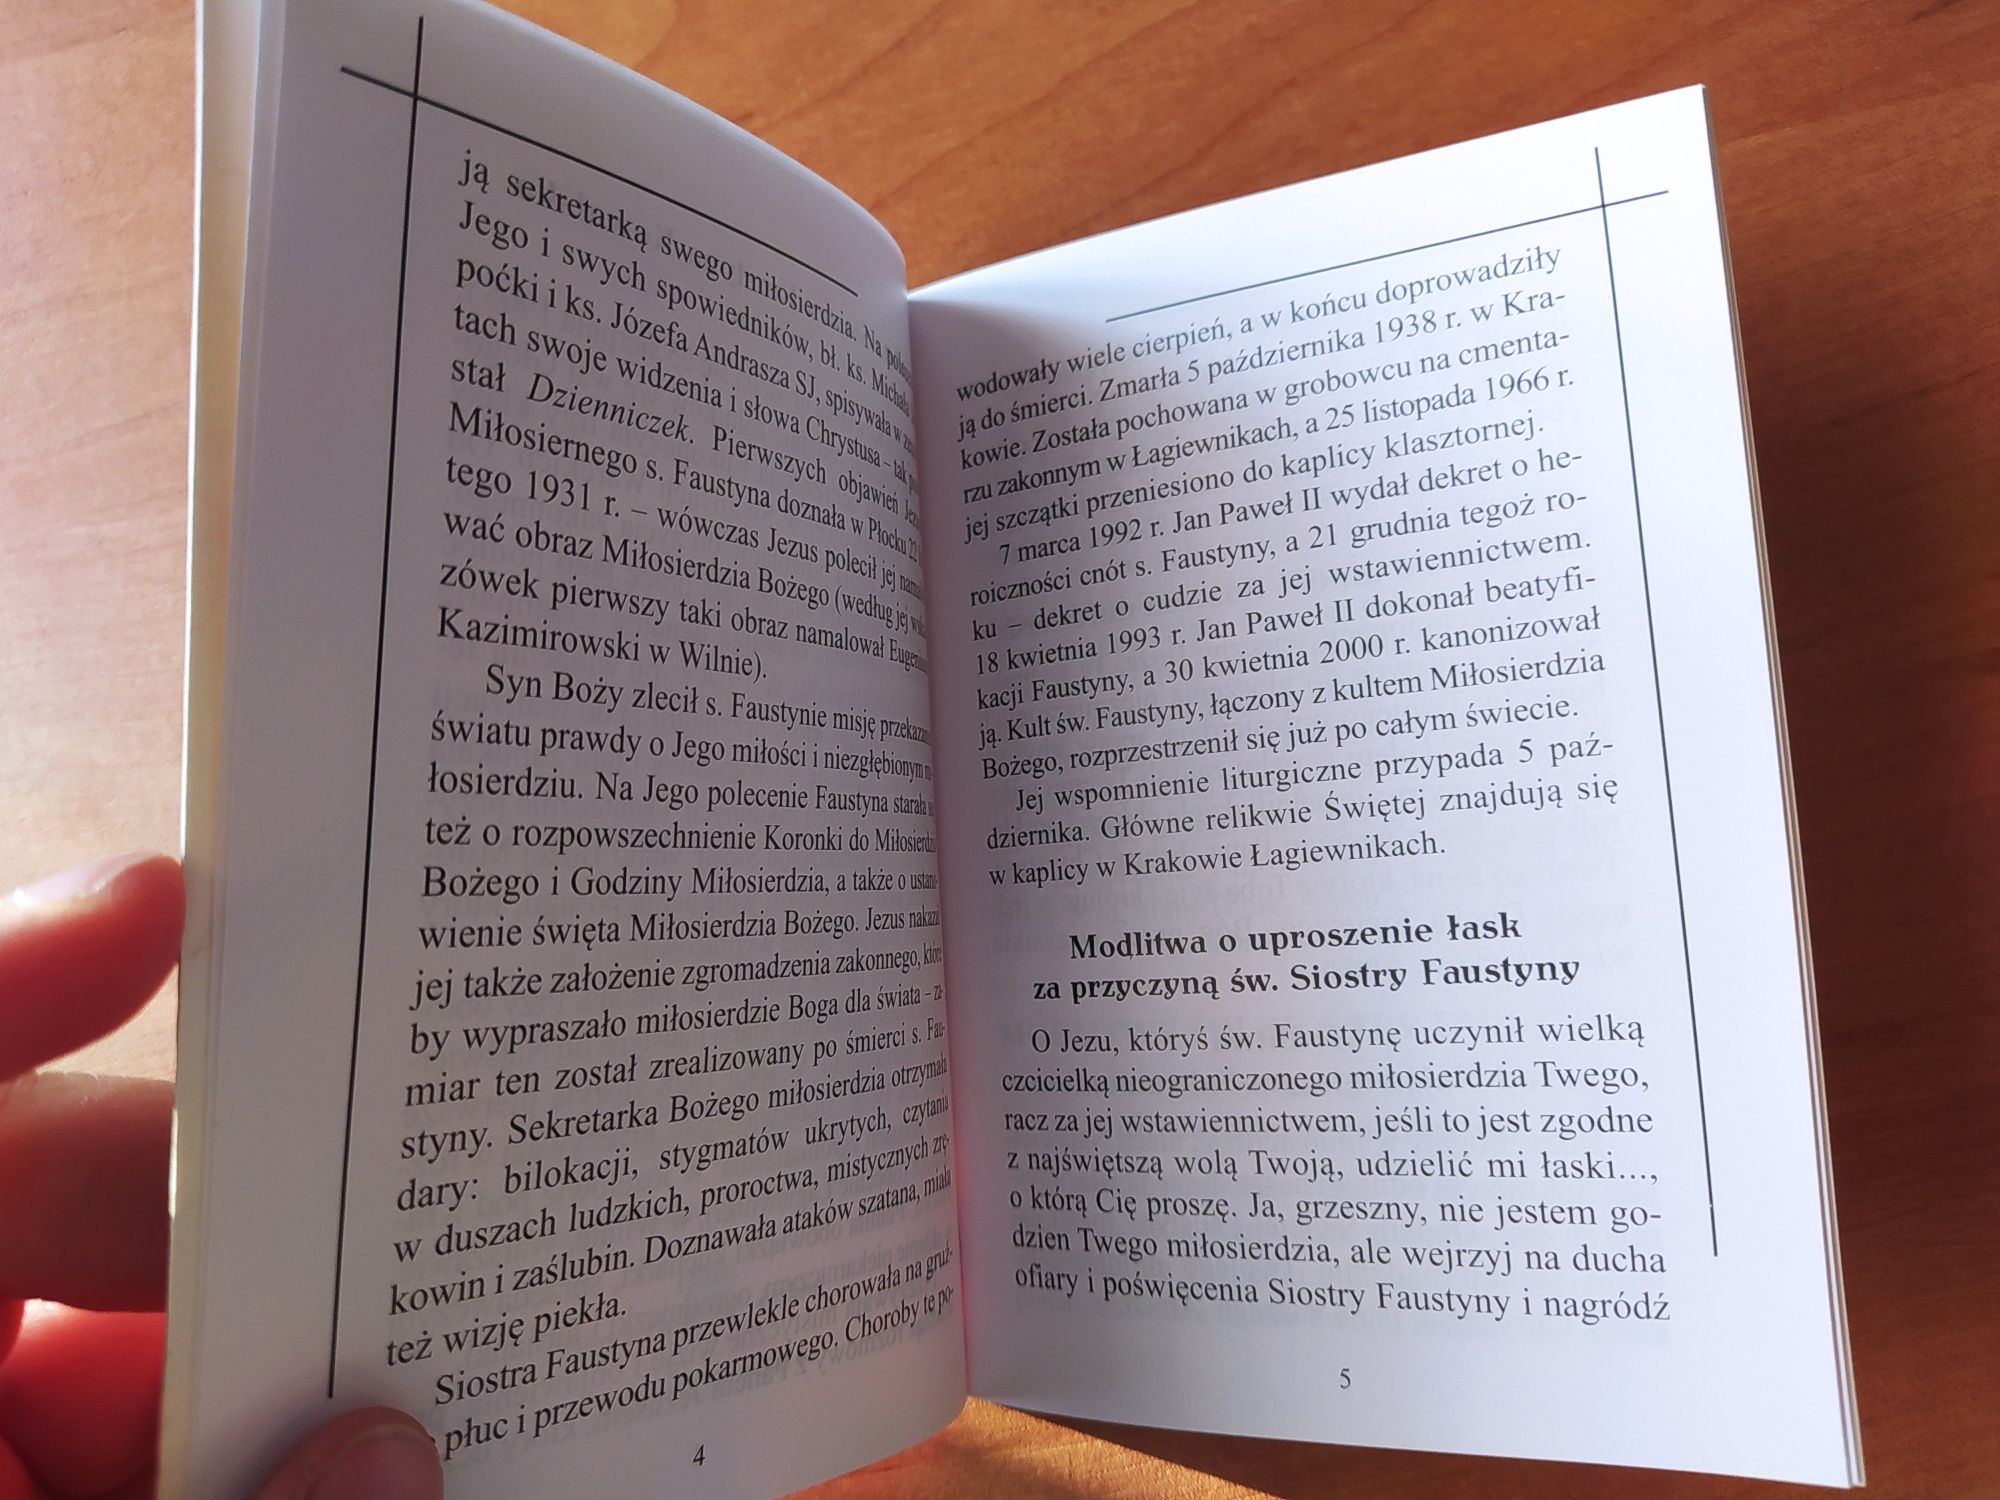 ją sekretarką swego miłosierdzia. Na
Jego i swych spowiedników, bł. ks. Michała
poćki i ks. Józefa Andrasza SJ, spisywała w
tach swoje widzenia i słowa Chrystusa – tak
stał Dzienniczek. Pierwszych objawień
Miłosiernego s. Faustyna doznała w Płocku 22
tego 1931 r. – wówczas Jezus polecił jej
wać obraz Miłosierdzia Bożego (według jej
zówek pierwszy taki obraz namalował
Kazimirowski w Wilnie).
Syn Boży zlecił s. Faustynie misję
światu prawdy o Jego miłości i niezgłębionym
łosierdziu. Na Jego polecenie Faustyna starała
też o rozpowszechnienie Koronki do
Bożego i Godziny Miłosierdzia, a także o ustano-
wienie święta Miłosierdzia Bożego. Jezus nakazał
jej także założenie zgromadzenia zakonnego, które
by wypraszało miłosierdzie Boga dla świata – za-
miar ten został zrealizowany po śmierci s. Fau-
styny. Sekretarka Bożego miłosierdzia otrzymała
dary: bilokacji, stygmatów ukrytych, czytania
w duszach ludzkich, proroctwa, mistycznych zrę-
kowin i zaślubin. Doznawała ataków szatana, miała
też wizję piekła.
Siostra Faustyna przewlekle chorowała na gruź-
płuc i przewodu pokarmowego. Choroby te po-
4
wodowały wiele cierpień, a w końcu doprowadziły
ją do śmierci. Zmarła 5 października 1938 r. w Kra-
kowie. Została pochowana w grobowcu na cmenta-
rzu zakonnym w Łagiewnikach, a 25 listopada 1966 r.
jej szczątki przeniesiono do kaplicy klasztornej.
7 marca 1992 r. Jan Paweł II wydał dekret o he-
roiczności cnót s. Faustyny, a 21 grudnia tegoż ro-
ku – dekret o cudzie za jej wstawiennictwem.
18 kwietnia 1993 r. Jan Paweł II dokonał beatyfi-
kacji Faustyny, a 30 kwietnia 2000 r. kanonizował
ją. Kult św. Faustyny, łączony z kultem Miłosierdzia
Bożego, rozprzestrzenił się już po całym świecie.
Jej wspomnienie liturgiczne przypada 5 paź-
dziernika. Główne relikwie Świętej znajdują się
w kaplicy w Krakowie Łagiewnikach.
Modlitwa o uproszenie łask
za przyczyną św. Siostry Faustyny
O Jezu, któryś św. Faustynę uczynił wielką
czcicielką nieograniczonego miłosierdzia Twego,
racz za jej wstawiennictwem, jeśli to jest zgodne
z najświętszą wolą Twoją, udzielić mi łaski...,
o którą Cię proszę. Ja, grzeszny, nie jestem go-
dzien Twego miłosierdzia, ale wejrzyj na ducha
ofiary i poświęcenia Siostry Faustyny i nagródź
5